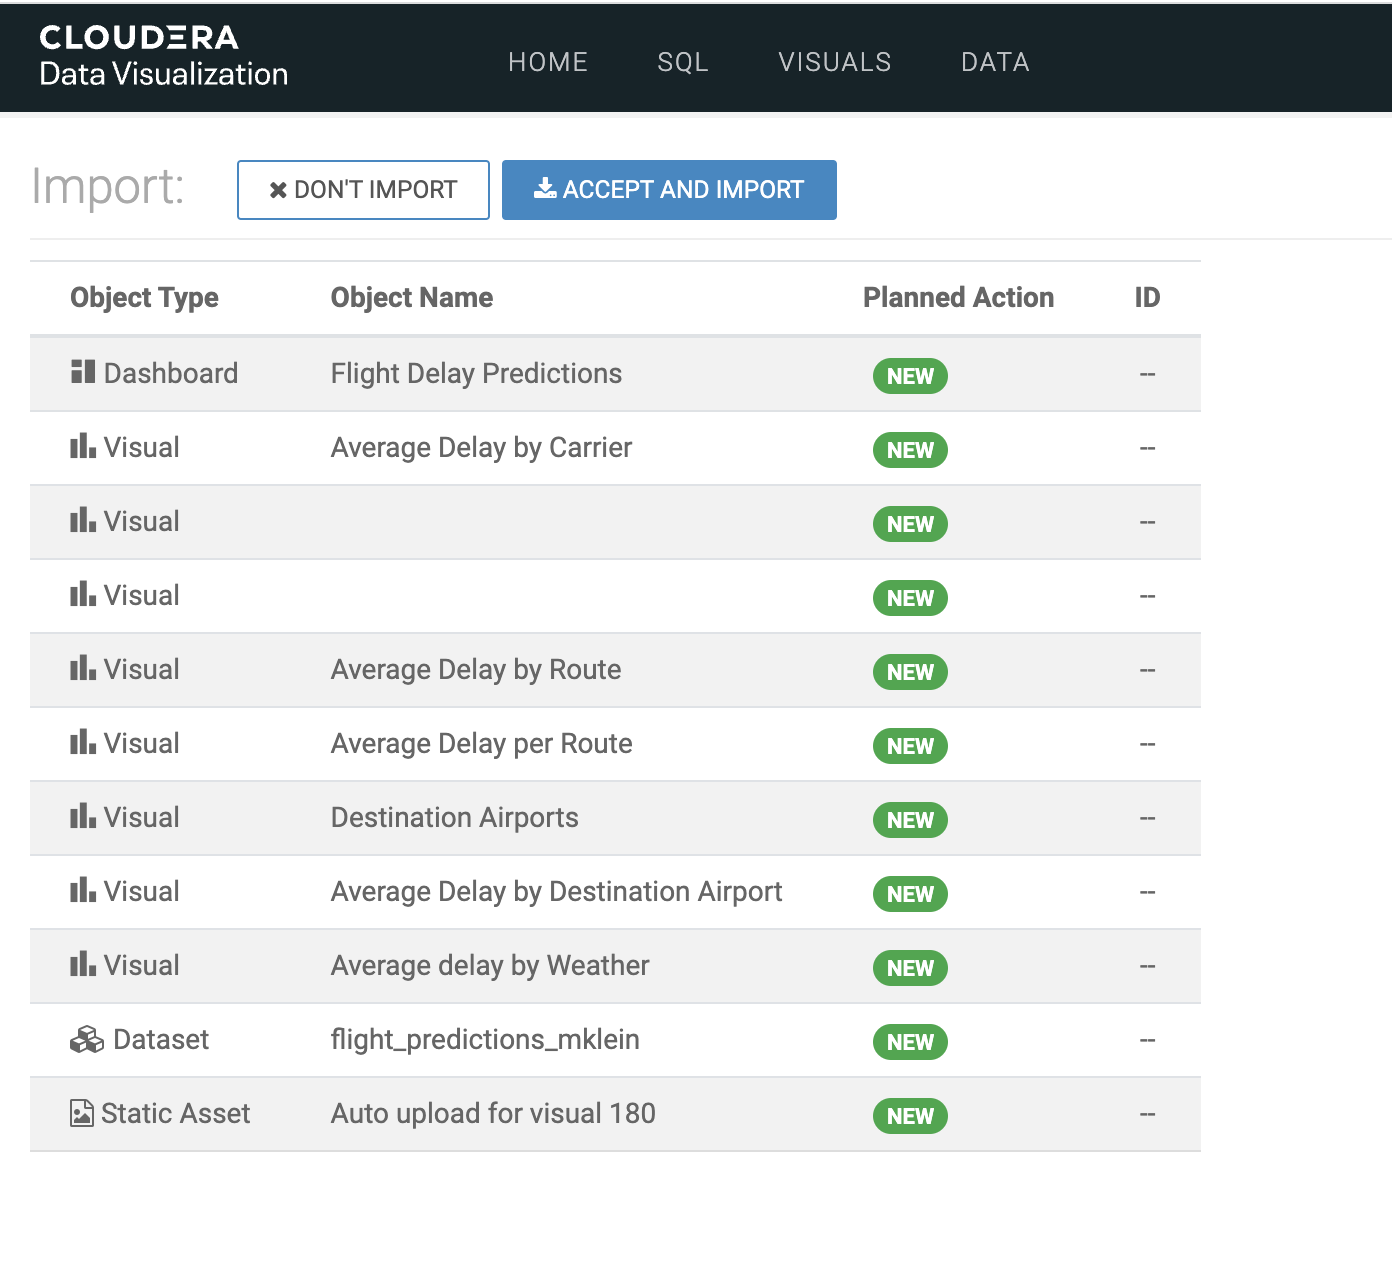 CLOUDERA
Data Visualization
HOME SQL VISUALS DATA
Import: DON'T IMPORT ACCEPT AND IMPORT
Object Type Object Name Planned Action ID
Dashboard Flight Delay Predictions NEW --
Visual Average Delay by Carrier NEW --
Visual NEW --
Visual NEW --
Visual Average Delay by Route NEW --
Visual Average Delay per Route NEW --
Visual Destination Airports NEW --
Visual Average Delay by Destination Airport NEW --
Visual Average delay by Weather NEW --
Dataset flight_predictions_mklein NEW --
Static Asset Auto upload for visual 180 NEW --